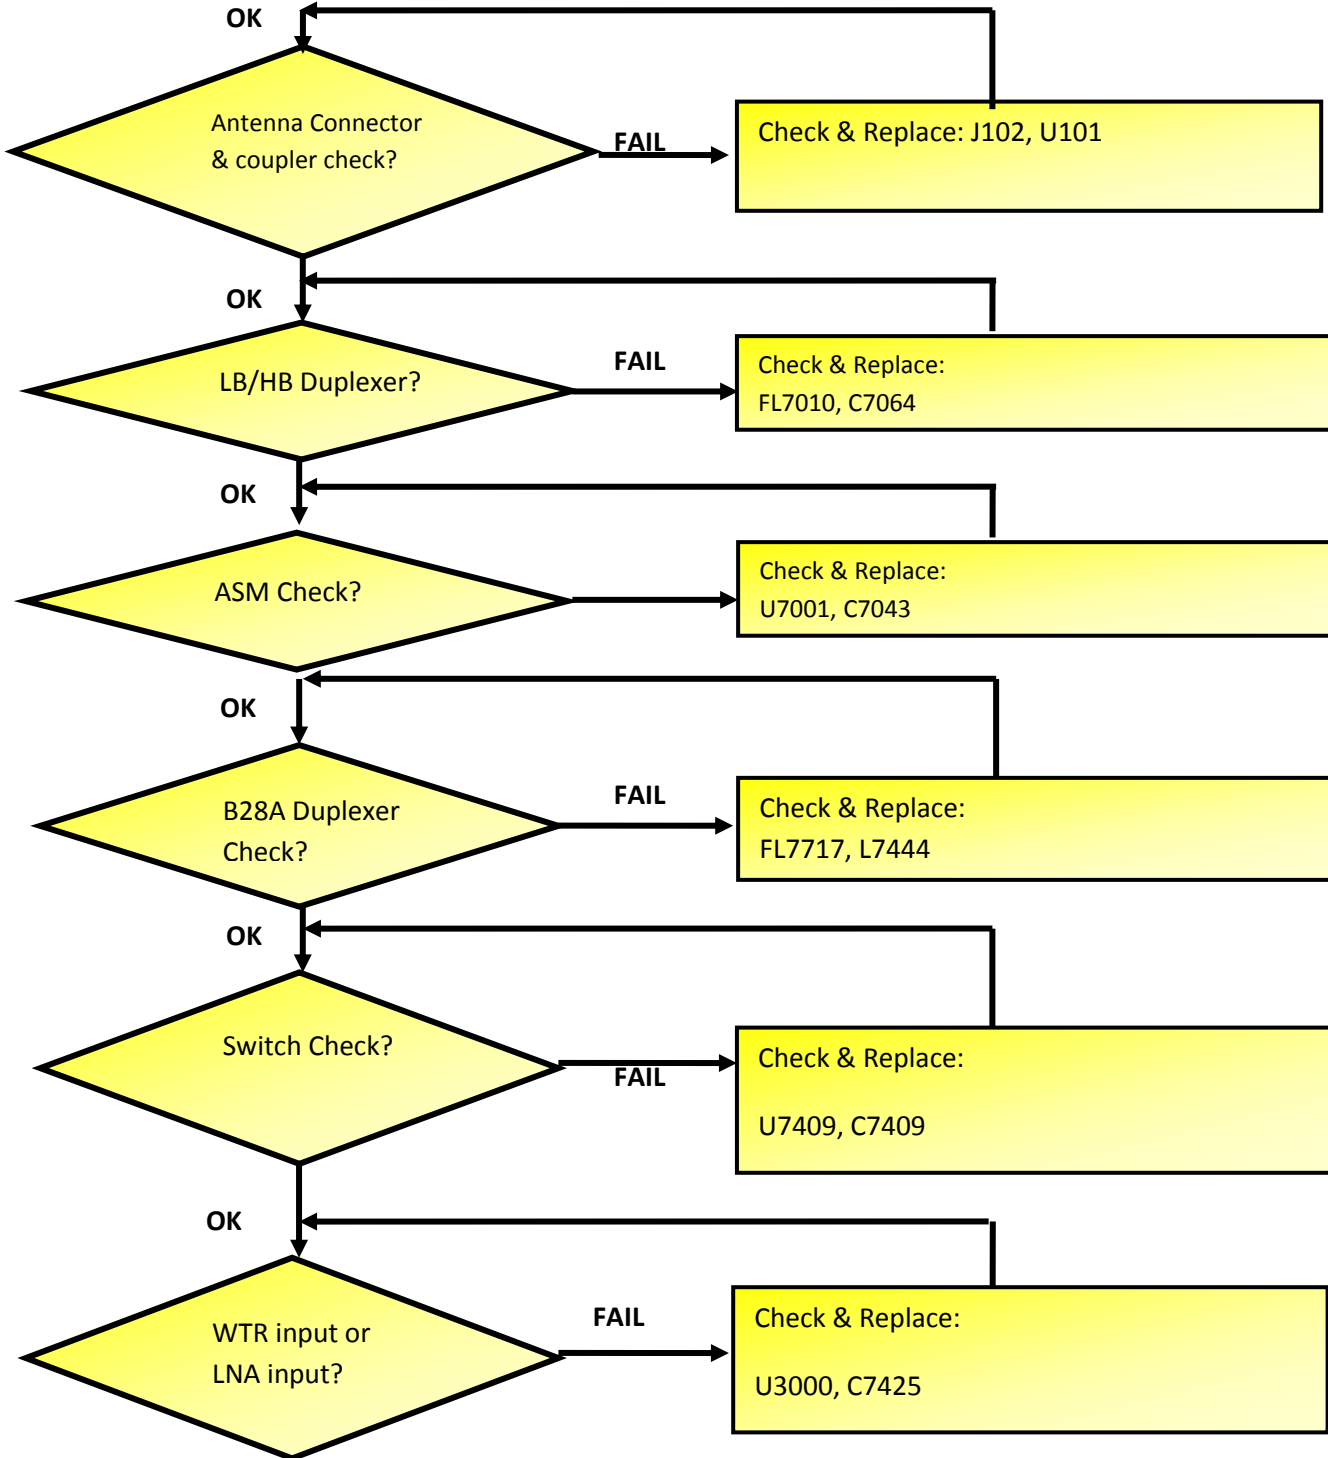 OK
Antenna Connector
& coupler check?
FAIL
Check & Replace: J102, U101
OK
LB/HB Duplexer?
FAIL
Check & Replace:
FL7010, C7064
OK
ASM Check?
Check & Replace:
U7001, C7043
OK
B28A Duplexer
Check?
FAIL
Check & Replace:
FL7717, L7444
OK
Switch Check?
FAIL
Check & Replace:
U7409, C7409
OK
WTR input or
LNA input?
FAIL
Check & Replace:
U3000, C7425